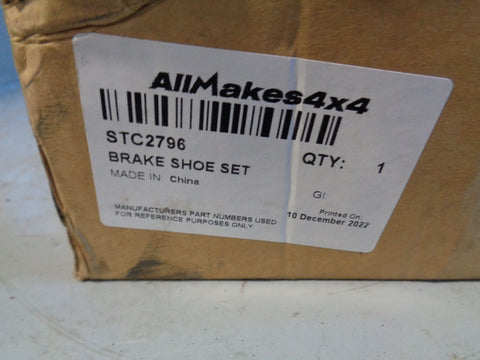 AllMakes4x4
STC2796
BRAKE SHOE SET
QTY: 1
MADE IN China
GI
MANUFACTURERS PART NUMBERS USED
FOR REFERENCE PURPOSES ONLY
Printed On
10 December 2022